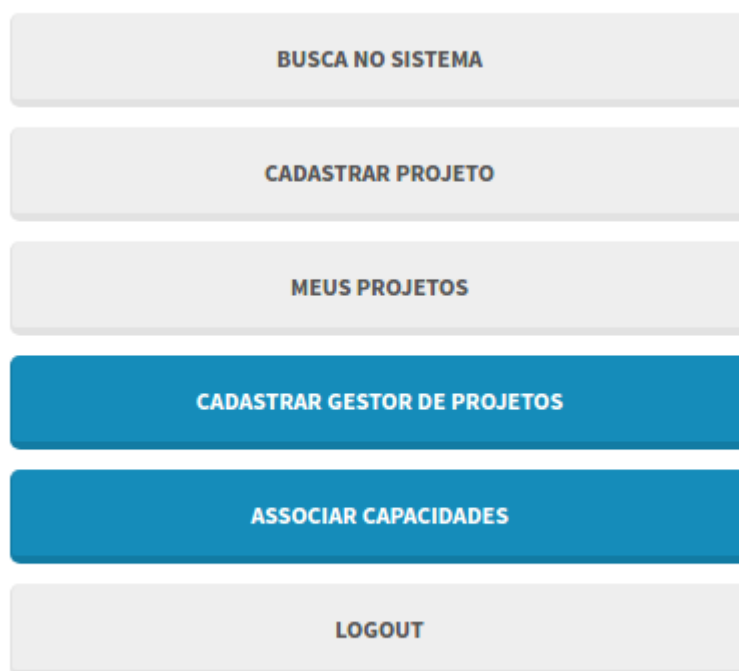 BUSCA NO SISTEMA
CADASTRAR PROJETO
MEUS PROJETOS
CADASTRAR GESTOR DE PROJETOS
ASSOCIAR CAPACIDADES
LOGOUT